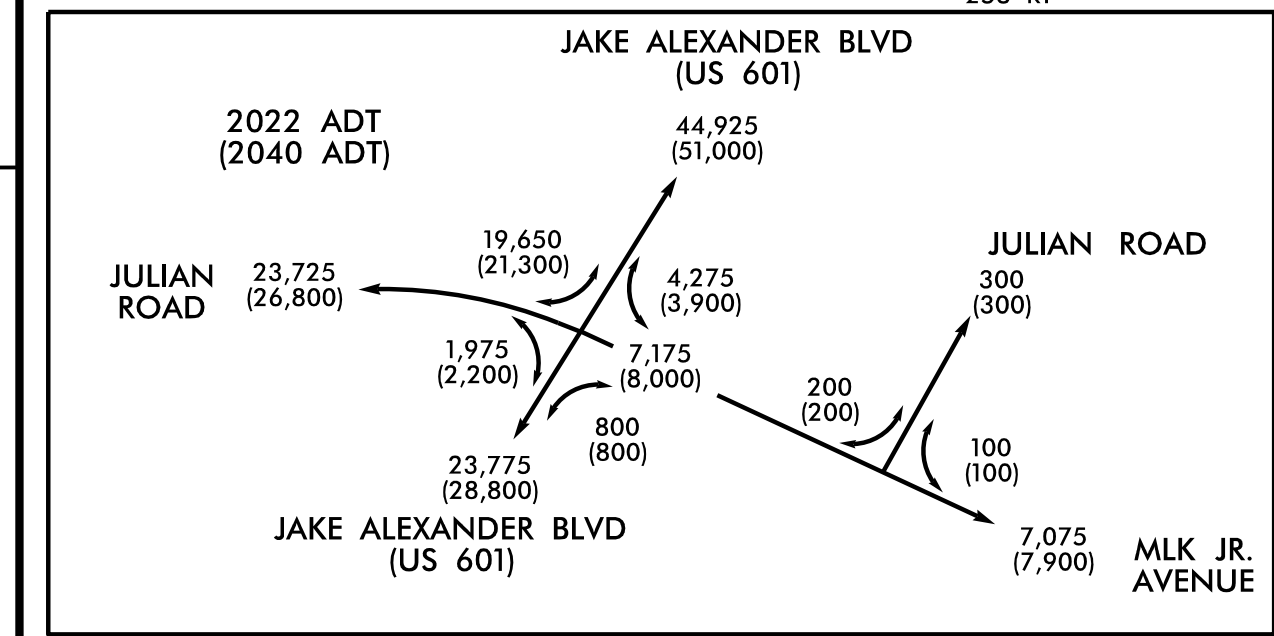 JAKE ALEXANDER BLVD
(US 601)
2022 ADT
(2040 ADT)
44,925
(51,000)
19,650
(21,300)
JULIAN
ROAD
23,725
(26,800)
4,275
(3,900)
JULIAN ROAD
300
(300)
1,975
(2,200)
7,175
(8,000)
200
(200)
800
(800)
100
(100)
23,775
(28,800)
JAKE ALEXANDER BLVD
(US 601)
7,075
(7,900)
MLK JR.
AVENUE